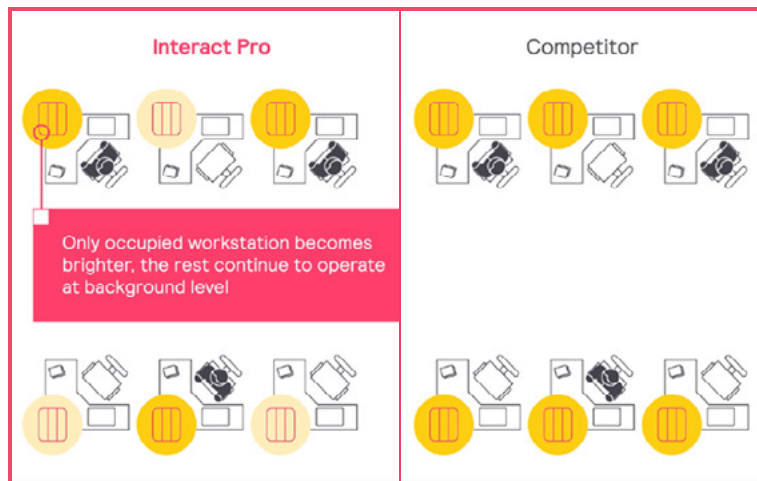 Interact Pro
Competitor
Only occupied workstation becomes
brighter, the rest continue to operate
at background level